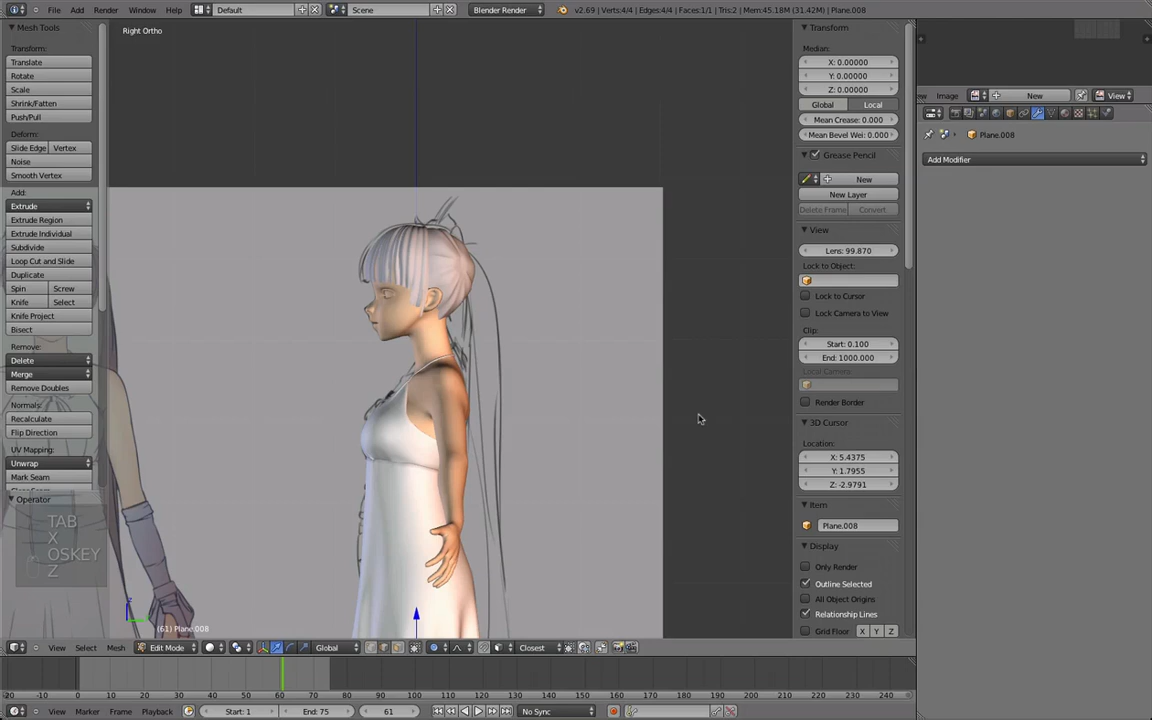 File Add Render Window Help Default Scene Blender Render v2.69 | Verts:4/4 | Edges:4/4 | Faces:1/1 | Tris:2 | Mem:45.18M (31.42M) | Plane.008
Mesh Tools
Transform:
Translate
Rotate
Scale
Shrink/Fatten
Push/Pull
Deform:
Slide Edge Vertex
Noise
Smooth Vertex
Add:
Extrude
Extrude Region
Extrude Individual
Subdivide
Loop Cut and Slide
Duplicate
Spin Screw
Knife Select
Knife Project
Bisect
Remove:
Delete
Merge
Remove Doubles
Normals:
Recalculate
Flip Direction
UV Mapping:
Unwrap
Mark Seam
Operator
TAB
X
OSKEY
Z
Right Ortho
(61) Plane.008
Transform
Median:
X: 0.00000
Y: 0.00000
Z: 0.00000
Global Local
Mean Crease: 0.000
Mean Bevel Wei: 0.000
Grease Pencil
New
New Layer
Delete Frame Convert
View
Lens: 99.870
Lock to Object:
Lock to Cursor
Lock Camera to View
Clip:
Start: 0.100
End: 1000.000
Local Camera:
Render Border
3D Cursor
Location:
X: 5.4375
Y: 1.7955
Z: -2.9791
Item
Plane.008
Display
Only Render
Outline Selected
All Object Origins
Relationship Lines
Grid Floor X Y Z
Image New View
Plane.008
Add Modifier
View Select Mesh Edit Mode Global Closest
-20 -10 0 10 20 30 40 50 60 70 80 90 100 110 120 130 140 150 160 170 180 190 200 210 220 230 240
View Marker Frame Playback Start: 1 End: 75 61 No Sync